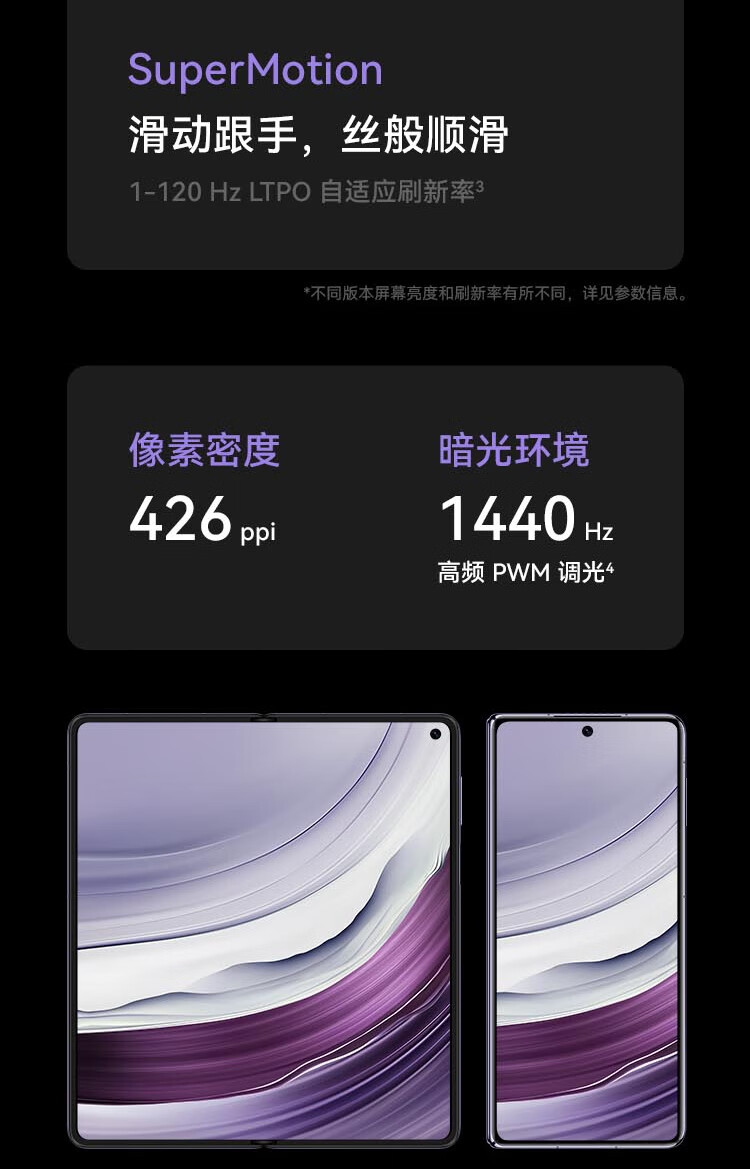 SuperMotion
滑动跟手，丝般顺滑
1-120 Hz LTPO 自适应刷新率³
*不同版本屏幕亮度和刷新率有所不同，详见参数信息。
像素密度
426 ppi
暗光环境
1440 Hz
高频 PWM 调光⁴